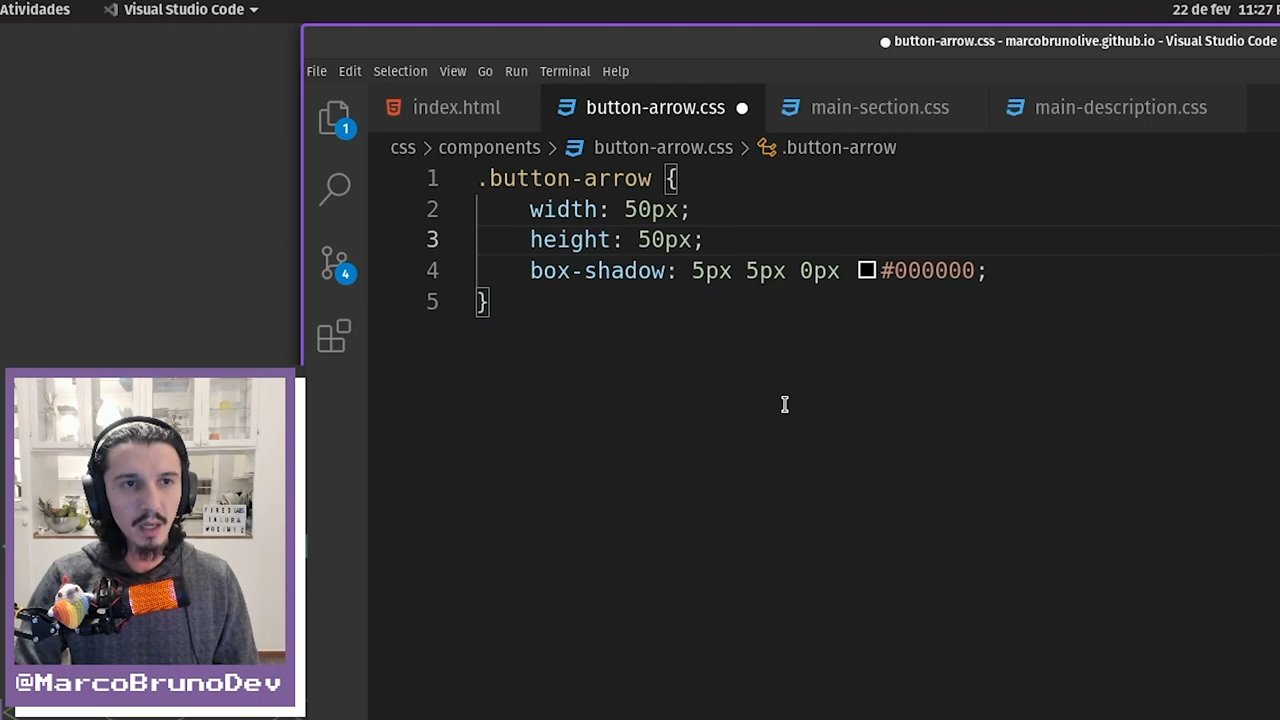 Atividades
Visual Studio Code
22 de fev 11:27
button-arrow.css - marcobrunolive.github.io - Visual Studio Code
File Edit Selection View Go Run Terminal Help
index.html
button-arrow.css
main-section.css
main-description.css
css > components > button-arrow.css > .button-arrow
1 .button-arrow {
2 width: 50px;
3 height: 50px;
4 box-shadow: 5px 5px 0px #000000;
5 }
1
4
@MarcoBrunoDev